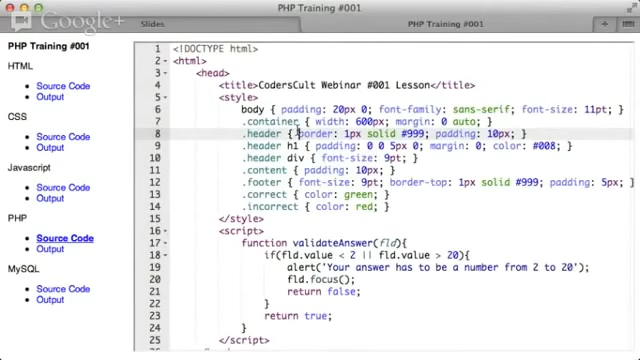 PHP Training #001
Google+
Slides
PHP Training #001
PHP Training #001
HTML
Source Code
Output
CSS
Source Code
Output
Javascript
Source Code
Output
PHP
Source Code
Output
MySQL
Source Code
Output
1 <!DOCTYPE html>
2 <html>
3 <head>
4 <title>CodersCult Webinar #001 Lesson</title>
5 <style>
6 body { padding: 20px 0; font-family: sans-serif; font-size: 11pt; }
7 .container { width: 600px; margin: 0 auto; }
8 .header { border: 1px solid #999; padding: 10px; }
9 .header h1 { padding: 0 0 5px 0; margin: 0; color: #008; }
10 .header div { font-size: 9pt; }
11 .content { padding: 10px; }
12 .footer { font-size: 9pt; border-top: 1px solid #999; padding: 5px; }
13 .correct { color: green; }
14 .incorrect { color: red; }
15 </style>
16 <script>
17 function validateAnswer(fld){
18 if(fld.value < 2 || fld.value > 20){
19 alert('Your answer has to be a number from 2 to 20');
20 fld.focus();
21 return false;
22 }
23 return true;
24 }
25 </script>
26